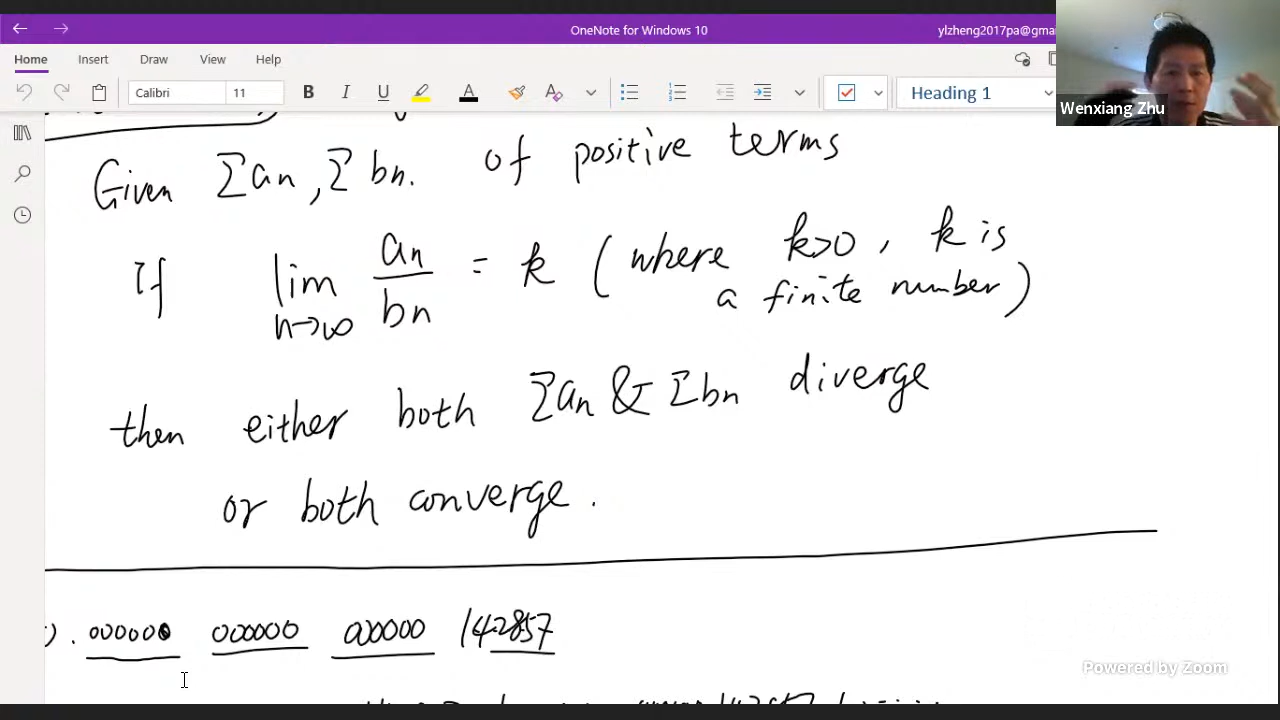 OneNote for Windows 10
ylzheng2017pa@gma
Home Insert Draw View Help
Calibri 11 B I U A Heading 1
Wenxiang Zhu
Given Σan, Σbn. of positive terms
If lim n→∞ an/bn = k (where k>0, k is
a finite number)
then either both Σan & Σbn diverge
or both converge.
). 000000 000000 000000 142857
Powered by Zoom